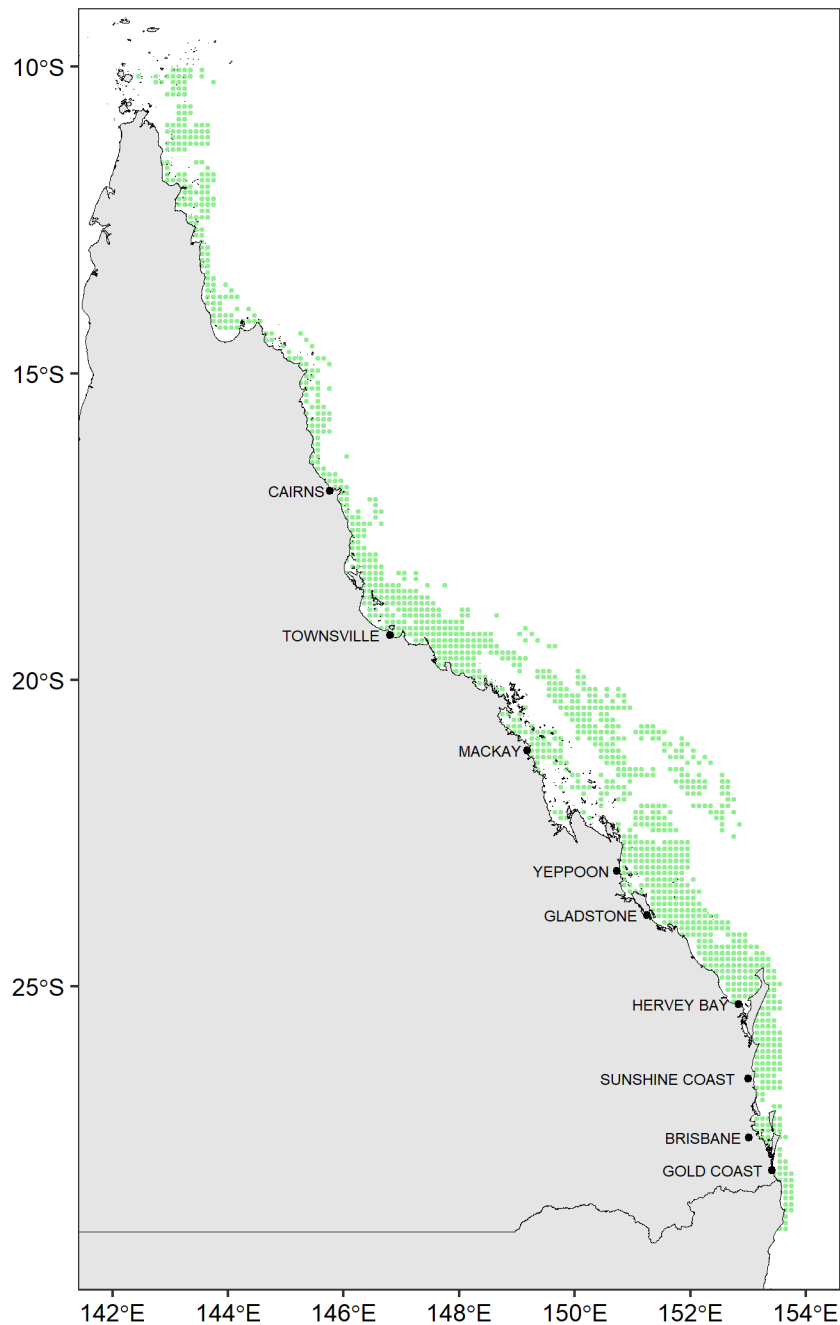 10°S
15°S
CAIRNS
TOWNSVILLE
20°S
MACKAY
YEPPOON
GLADSTONE
25°S
HERVEY BAY
SUNSHINE COAST
BRISBANE
GOLD COAST
142°E 144°E 146°E 148°E 150°E 152°E 154°E